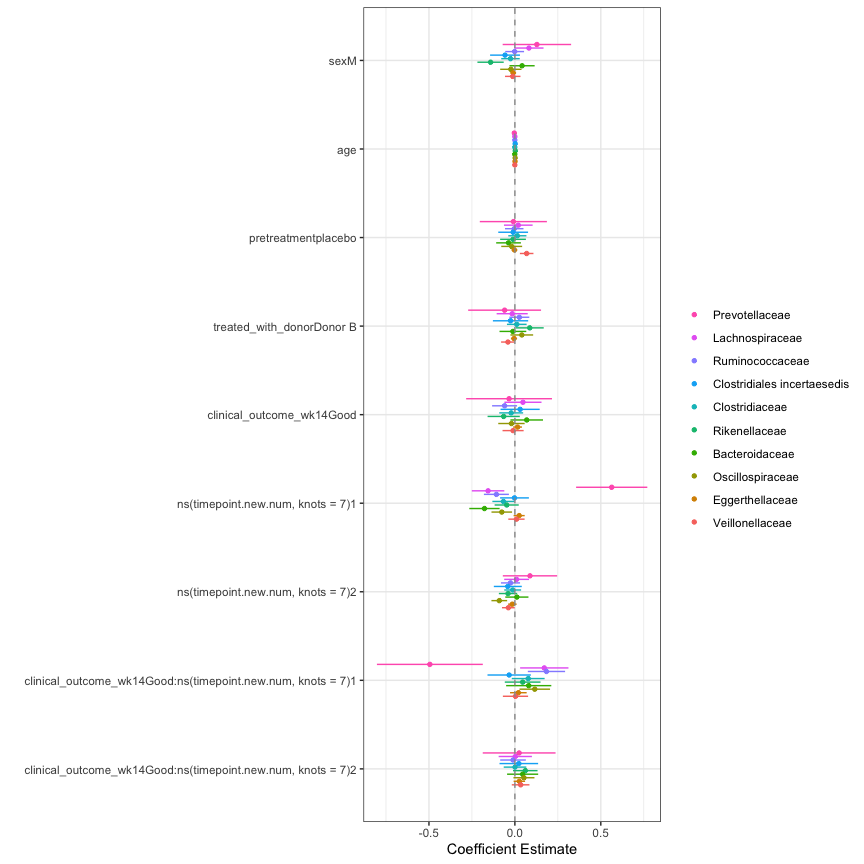 sexM
age
pretreatmentplacebo
treated_with_donorDonor B
clinical_outcome_wk14Good
ns(timepoint.new.num, knots = 7)1
ns(timepoint.new.num, knots = 7)2
clinical_outcome_wk14Good:ns(timepoint.new.num, knots = 7)1
clinical_outcome_wk14Good:ns(timepoint.new.num, knots = 7)2
-0.5 0.0 0.5
Coefficient Estimate
Prevotellaceae
Lachnospiraceae
Ruminococcaceae
Clostridiales incertaesedis
Clostridiaceae
Rikenellaceae
Bacteroidaceae
Oscillospiraceae
Eggerthellaceae
Veillonellaceae